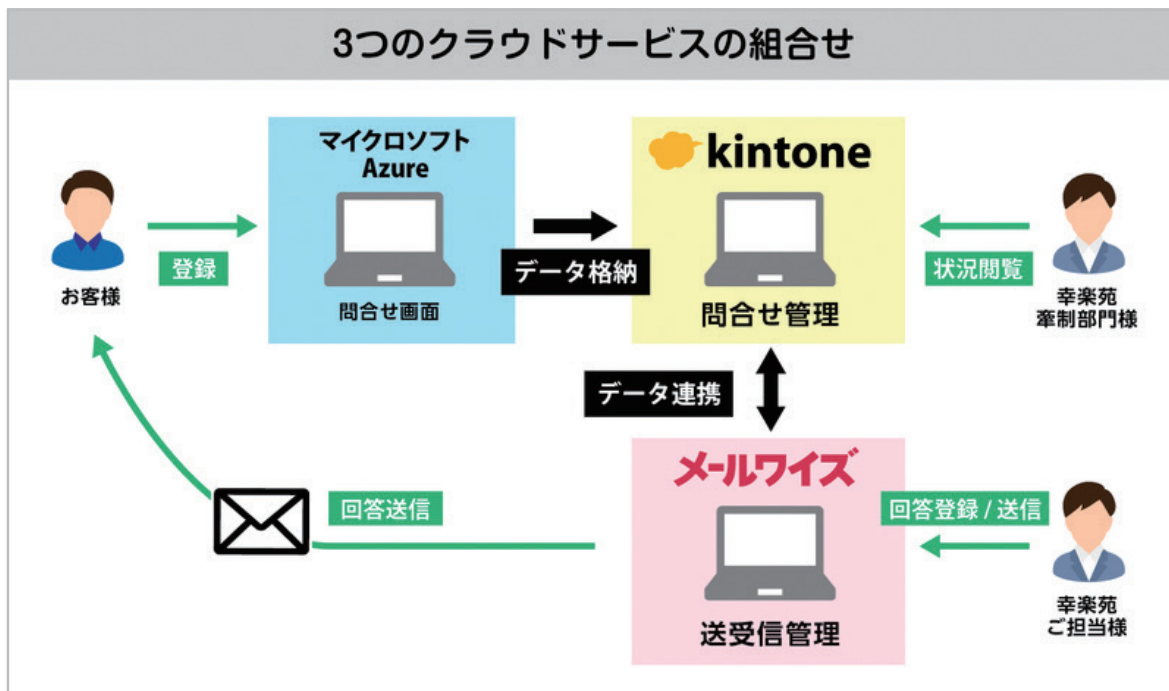 3つのクラウドサービスの組合せ
マイクロソフト
Azure
問合せ画面
kintone
問合せ管理
お客様
登録
データ格納
状況閲覧
幸楽苑
牽制部門様
データ連携
メールワイズ
送受信管理
回答送信
回答登録 / 送信
幸楽苑
ご担当様